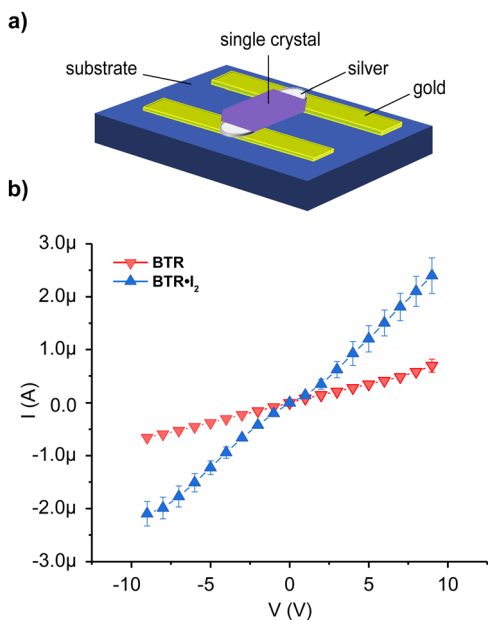 a)
single crystal
substrate
silver
gold
b)
3.0µ
BTR
BTR•I₂
2.0µ
1.0µ
I (A)
0.0
-1.0µ
-2.0µ
-3.0µ
-10 -5 0 5 10
V (V)